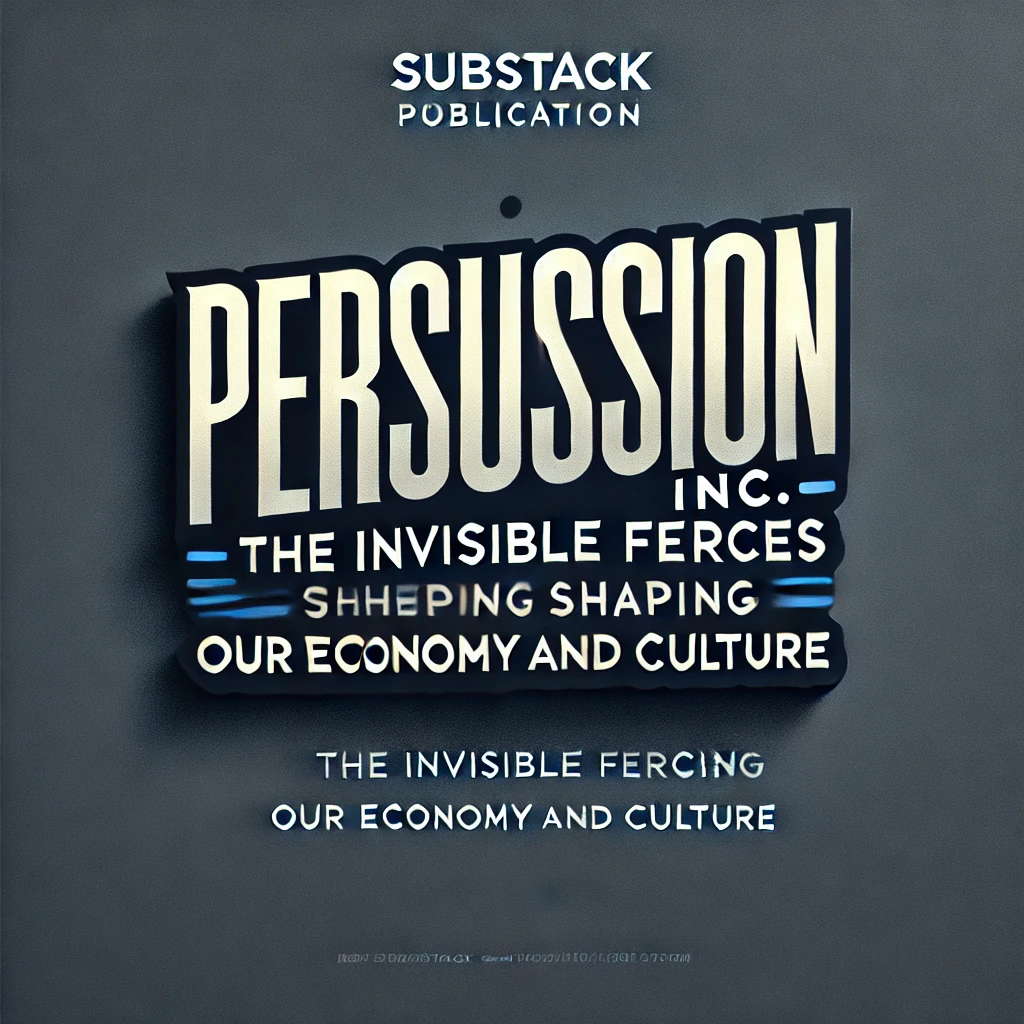 SUBSTACK
PUBLICATION
PERSUSSION
INC.
THE INVISIBLE FERCES
SHHEPING SHAPING
OUR ECONOMY AND CULTURE
THE INVISIBLE FERCING
OUR ECONOMY AND CULTURE